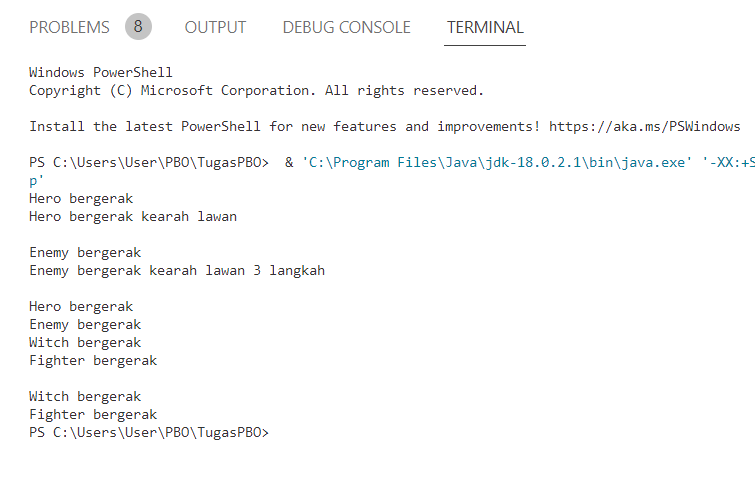 PROBLEMS 8 OUTPUT DEBUG CONSOLE TERMINAL
Windows PowerShell
Copyright (C) Microsoft Corporation. All rights reserved.
Install the latest PowerShell for new features and improvements! https://aka.ms/PSWindows
PS C:\Users\User\PBO\TugasPBO>  & 'C:\Program Files\Java\jdk-18.0.2.1\bin\java.exe' '-XX:+S
p'
Hero bergerak
Hero bergerak kearah lawan
Enemy bergerak
Enemy bergerak kearah lawan 3 langkah
Hero bergerak
Enemy bergerak
Witch bergerak
Fighter bergerak
Witch bergerak
Fighter bergerak
PS C:\Users\User\PBO\TugasPBO>